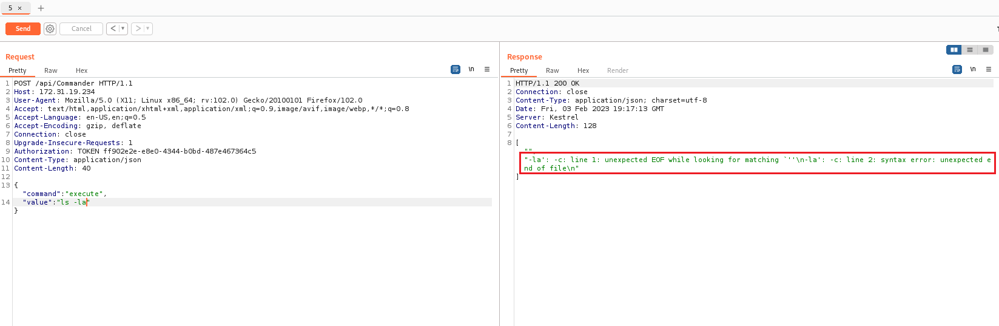 5 × +
Send Cancel < ▾ > ▾
Request
Pretty Raw Hex \n ≡
1 POST /api/Commander HTTP/1.1
2 Host: 172.31.19.234
3 User-Agent: Mozilla/5.0 (X11; Linux x86_64; rv:102.0) Gecko/20100101 Firefox/102.0
4 Accept: text/html,application/xhtml+xml,application/xml;q=0.9,image/avif,image/webp,*/*;q=0.8
5 Accept-Language: en-US,en;q=0.5
6 Accept-Encoding: gzip, deflate
7 Connection: close
8 Upgrade-Insecure-Requests: 1
9 Authorization: TOKEN ff902e2e-e8e0-4344-b0bd-487e467364c5
10 Content-Type: application/json
11 Content-Length: 40
12
13 {
"command":"execute",
14 "value":"ls -la"
}
Response
Pretty Raw Hex Render \n ≡
1 HTTP/1.1 200 OK
2 Connection: close
3 Content-Type: application/json; charset=utf-8
4 Date: Fri, 03 Feb 2023 19:17:13 GMT
5 Server: Kestrel
6 Content-Length: 128
7
8 [
"",
"-la': -c: line 1: unexpected EOF while looking for matching `''\n-la': -c: line 2: syntax error: unexpected e
nd of file\n"
]